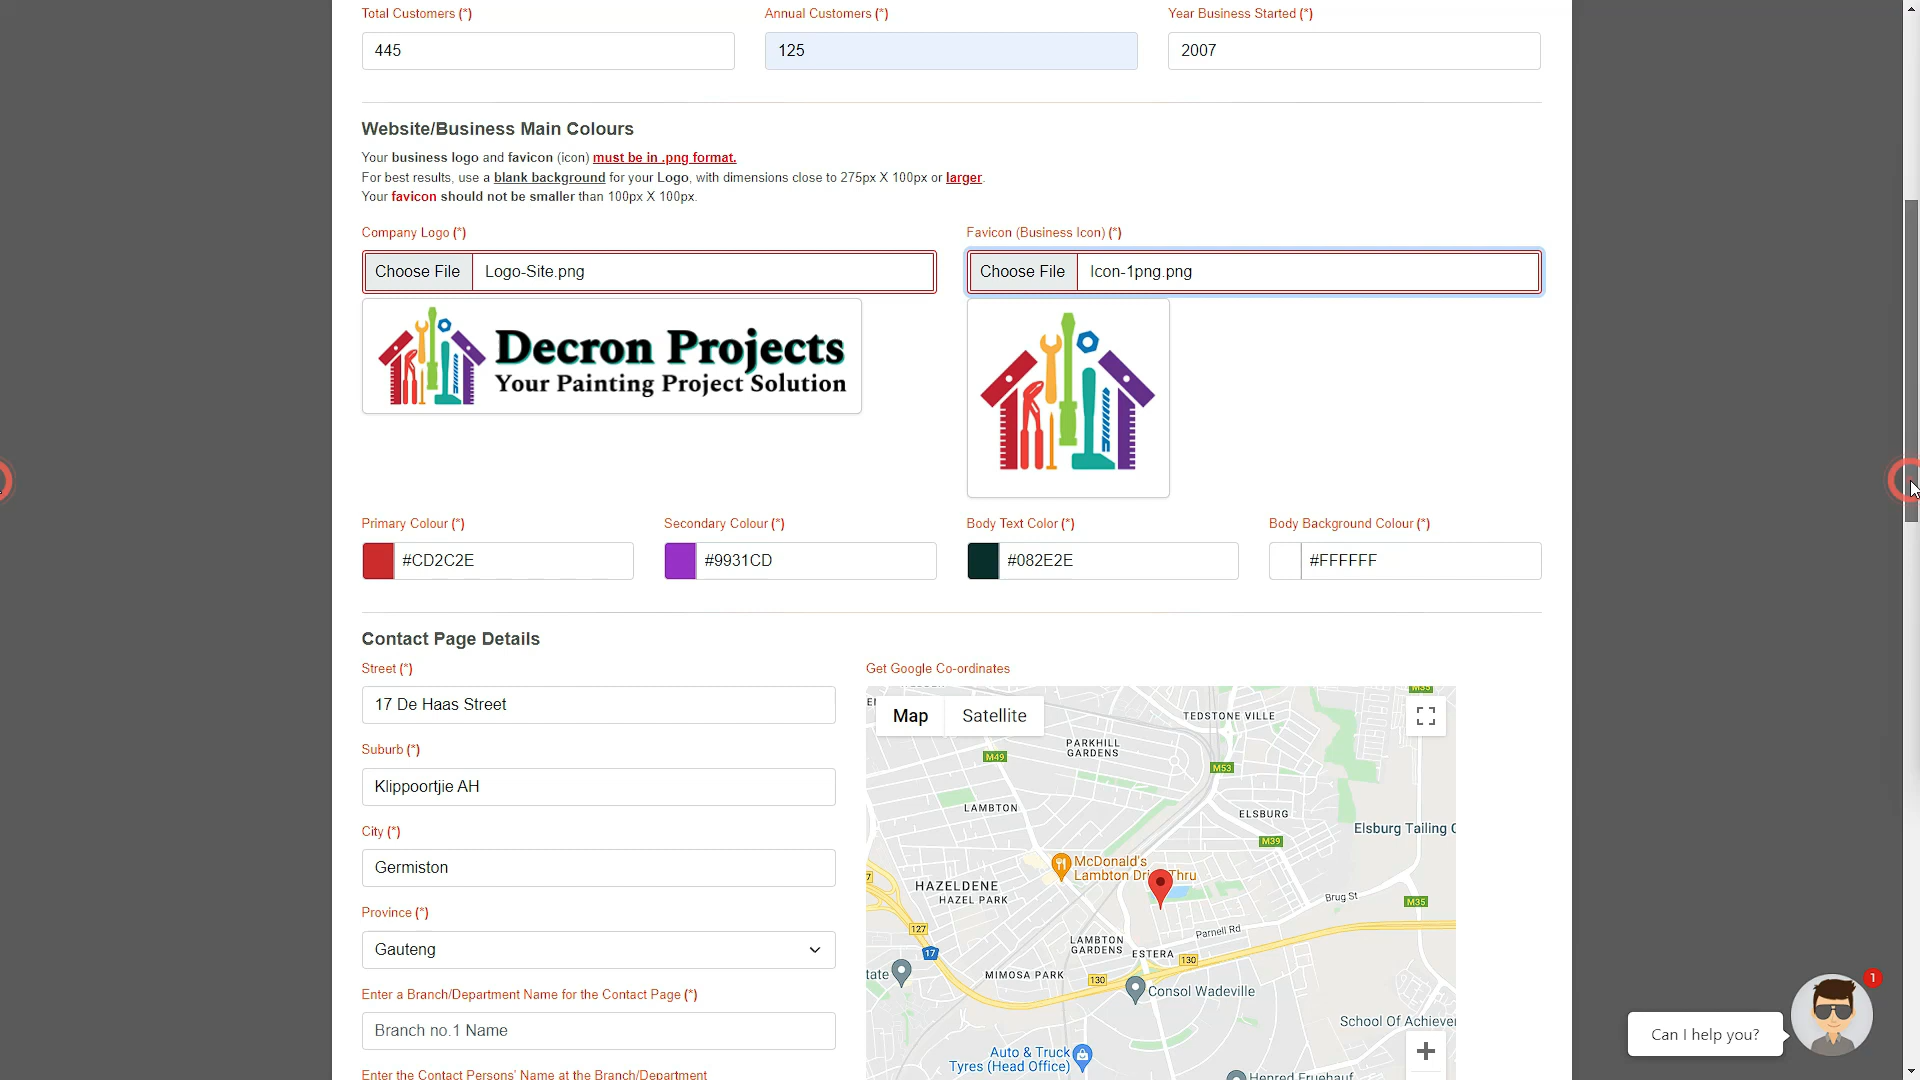 Total Customers (*)
Annual Customers (*)
Year Business Started (*)
445
125
2007
Website/Business Main Colours
Your business logo and favicon (icon) must be in .png format.
For best results, use a blank background for your Logo, with dimensions close to 275px X 100px or larger.
Your favicon should not be smaller than 100px X 100px.
Company Logo (*)
Favicon (Business Icon) (*)
Choose File
Logo-Site.png
Choose File
Icon-1png.png
Decron Projects
Your Painting Project Solution
Primary Colour (*)
Secondary Colour (*)
Body Text Color (*)
Body Background Colour (*)
#CD2C2E
#9931CD
#082E2E
#FFFFFF
Contact Page Details
Street (*)
17 De Haas Street
Suburb (*)
Klippoortjie AH
City (*)
Germiston
Province (*)
Gauteng
Enter a Branch/Department Name for the Contact Page (*)
Branch no.1 Name
Enter the Contact Persons' Name at the Branch/Department
Get Google Co-ordinates
Map
Satellite
M35
TEDSTONE VILLE
PARKHILL
GARDENS
M49
M53
LAMBTON
ELSBURG
Elsburg Tailing
M39
McDonald's
Lambton Drive Thru
HAZELDENE
HAZEL PARK
Brug St
M35
127
17
Parnell Rd
LAMBTON
GARDENS
ESTERA
130
MIMOSA PARK
130
Consol Wadeville
School Of Achiever
Auto & Truck
Tyres (Head Office)
Henred Fruehauf
1
Can I help you?